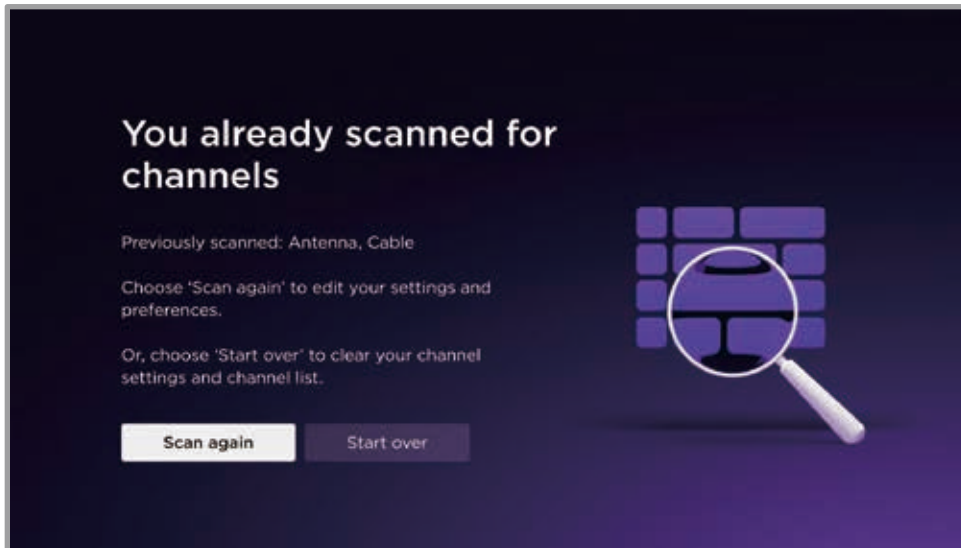 You already scanned for
channels
Previously scanned: Antenna, Cable
Choose 'Scan again' to edit your settings and
preferences.
Or, choose 'Start over' to clear your channel
settings and channel list.
Scan again
Start over